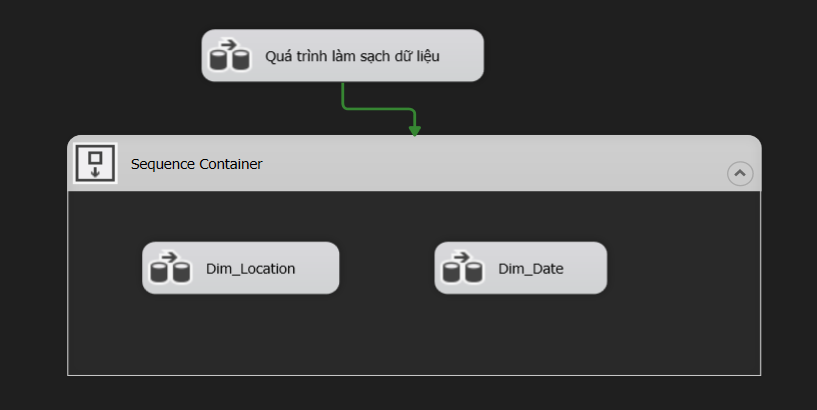 Quá trình làm sạch dữ liệu
Sequence Container
Dim_Location
Dim_Date